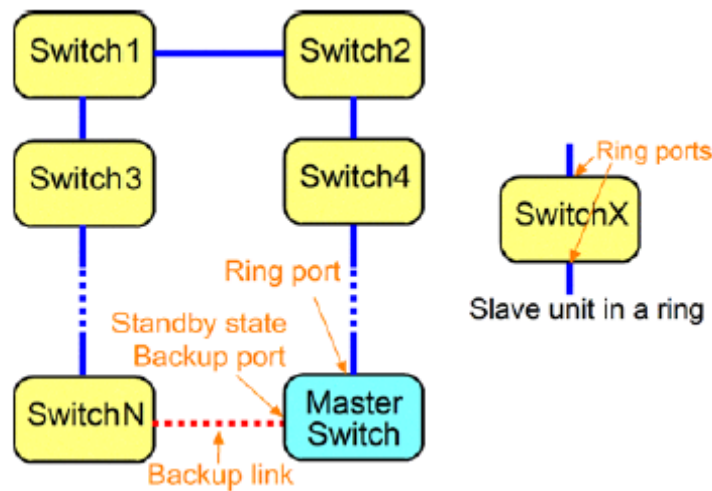 Switch1
Switch2
Switch3
Switch4
Ring ports
SwitchX
Slave unit in a ring
Ring port
Standby state
Backup port
SwitchN
Master
Switch
Backup link